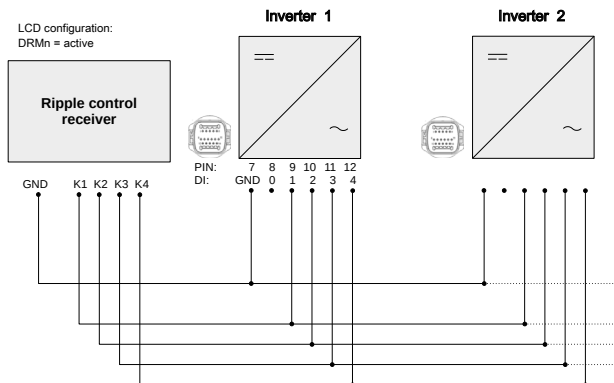 LCD configuration:
DRMn = active
Inverter 1
Inverter 2
Ripple control
receiver
PIN: 7 8 9 10 11 12
DI: GND 0 1 2 3 4
GND K1 K2 K3 K4